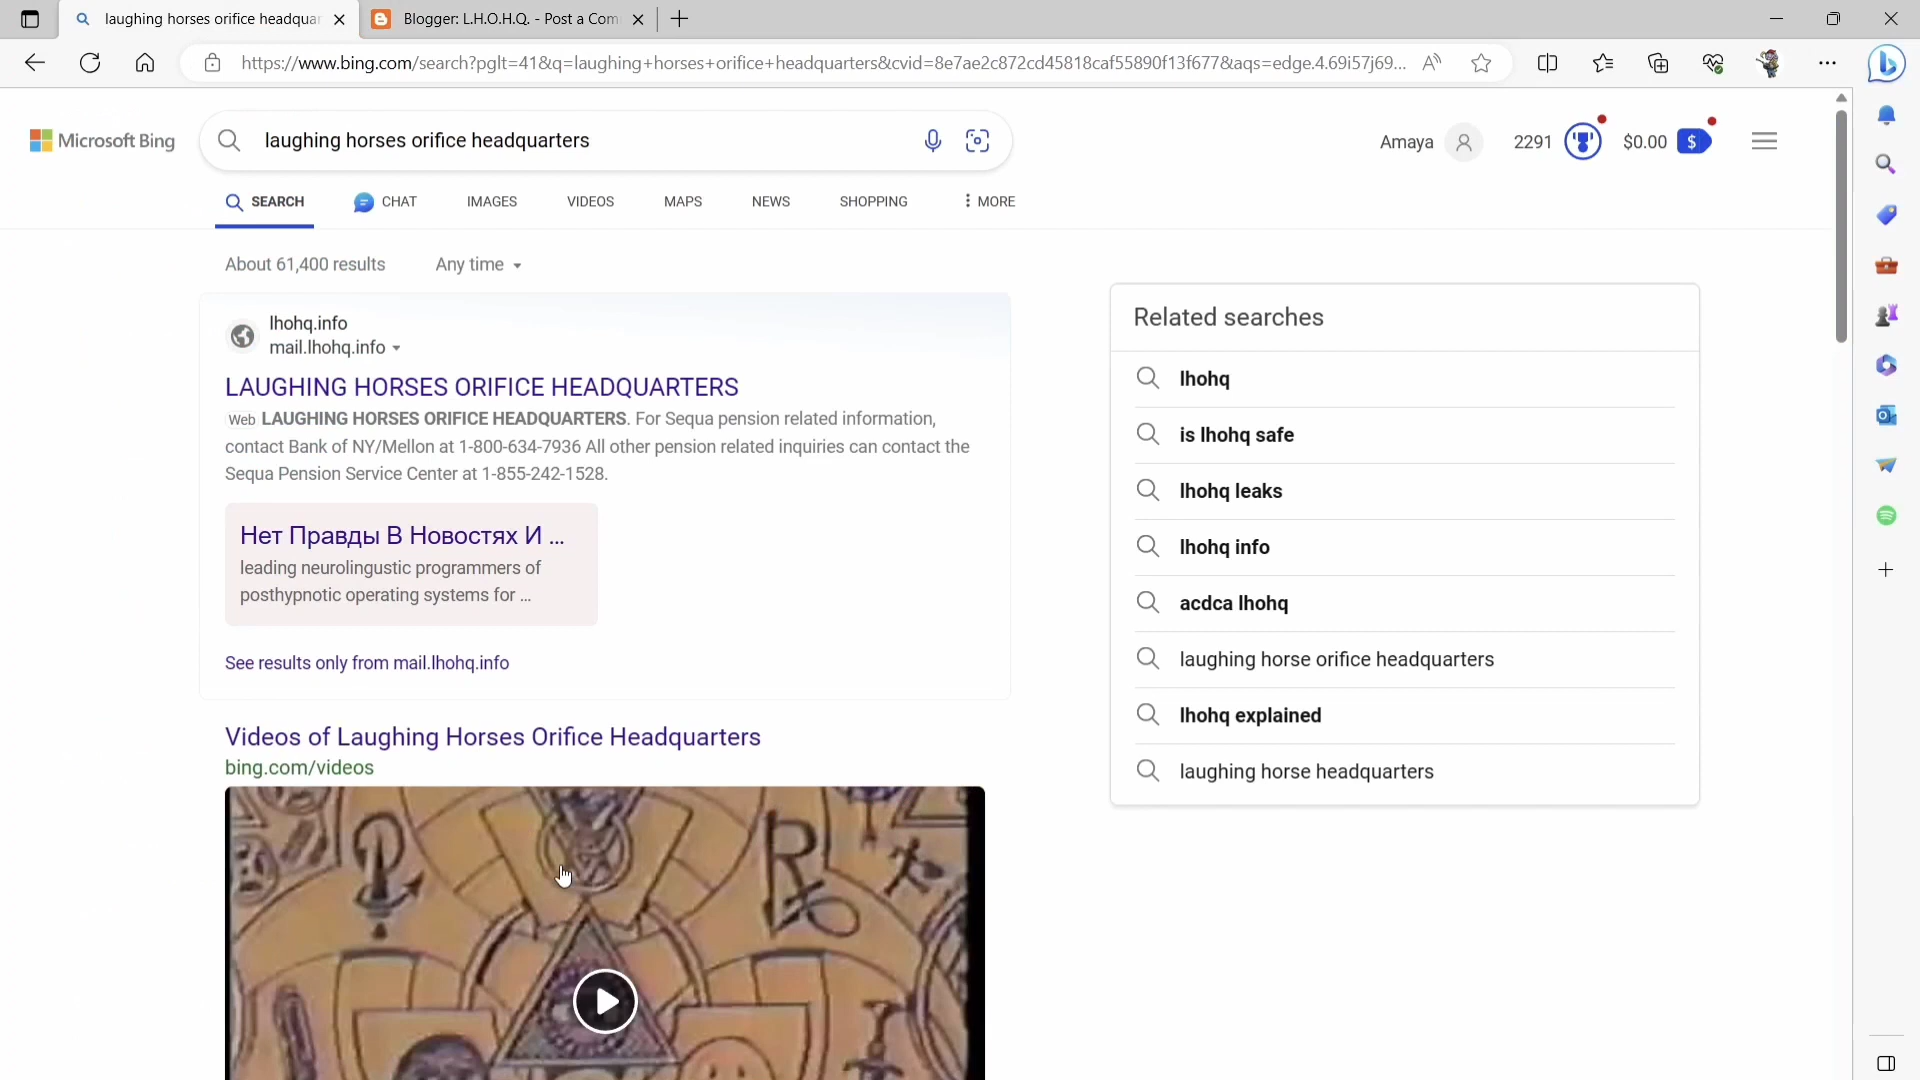 laughing horses orifice headquar
Blogger: L.H.O.H.Q. - Post a Com
https://www.bing.com/search?pglt=41&q=laughing+horses+orifice+headquarters&cvid=8e7ae2c872cd45818caf55890f13f677&aqs=edge.4.69i57j69...
Microsoft Bing
laughing horses orifice headquarters
Amaya
2291
$0.00
SEARCH
CHAT
IMAGES
VIDEOS
MAPS
NEWS
SHOPPING
MORE
About 61,400 results
Any time
lhohq.info
mail.lhohq.info
LAUGHING HORSES ORIFICE HEADQUARTERS
Web LAUGHING HORSES ORIFICE HEADQUARTERS. For Sequa pension related information,
contact Bank of NY/Mellon at 1-800-634-7936 All other pension related inquiries can contact the
Sequa Pension Service Center at 1-855-242-1528.
Нет Правды В Новостях И ...
leading neurolingustic programmers of
posthypnotic operating systems for ...
See results only from mail.lhohq.info
Videos of Laughing Horses Orifice Headquarters
bing.com/videos
Related searches
lhohq
is lhohq safe
lhohq leaks
lhohq info
acdca lhohq
laughing horse orifice headquarters
lhohq explained
laughing horse headquarters